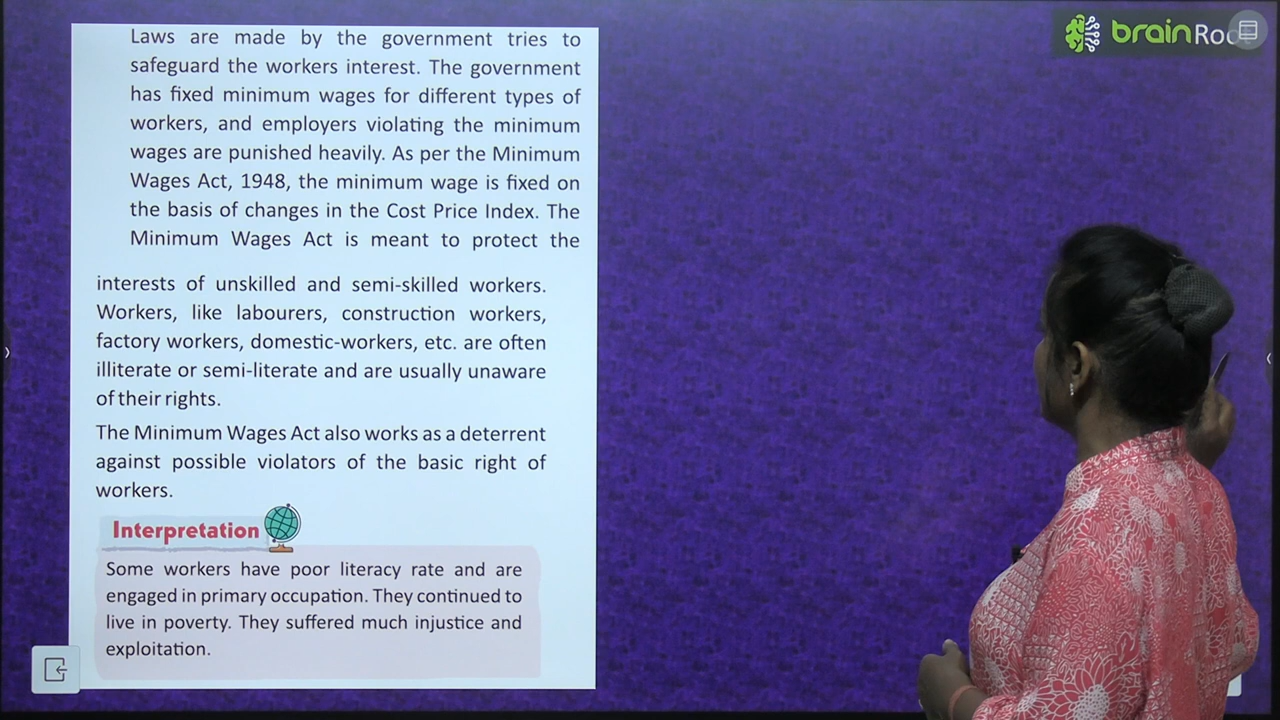 Laws are made by the government tries to
safeguard the workers interest. The government
has fixed minimum wages for different types of
workers, and employers violating the minimum
wages are punished heavily. As per the Minimum
Wages Act, 1948, the minimum wage is fixed on
the basis of changes in the Cost Price Index. The
Minimum Wages Act is meant to protect the
interests of unskilled and semi-skilled workers.
Workers, like labourers, construction workers,
factory workers, domestic-workers, etc. are often
illiterate or semi-literate and are usually unaware
of their rights.
The Minimum Wages Act also works as a deterrent
against possible violators of the basic right of
workers.
Interpretation
Some workers have poor literacy rate and are
engaged in primary occupation. They continued to
live in poverty. They suffered much injustice and
exploitation.